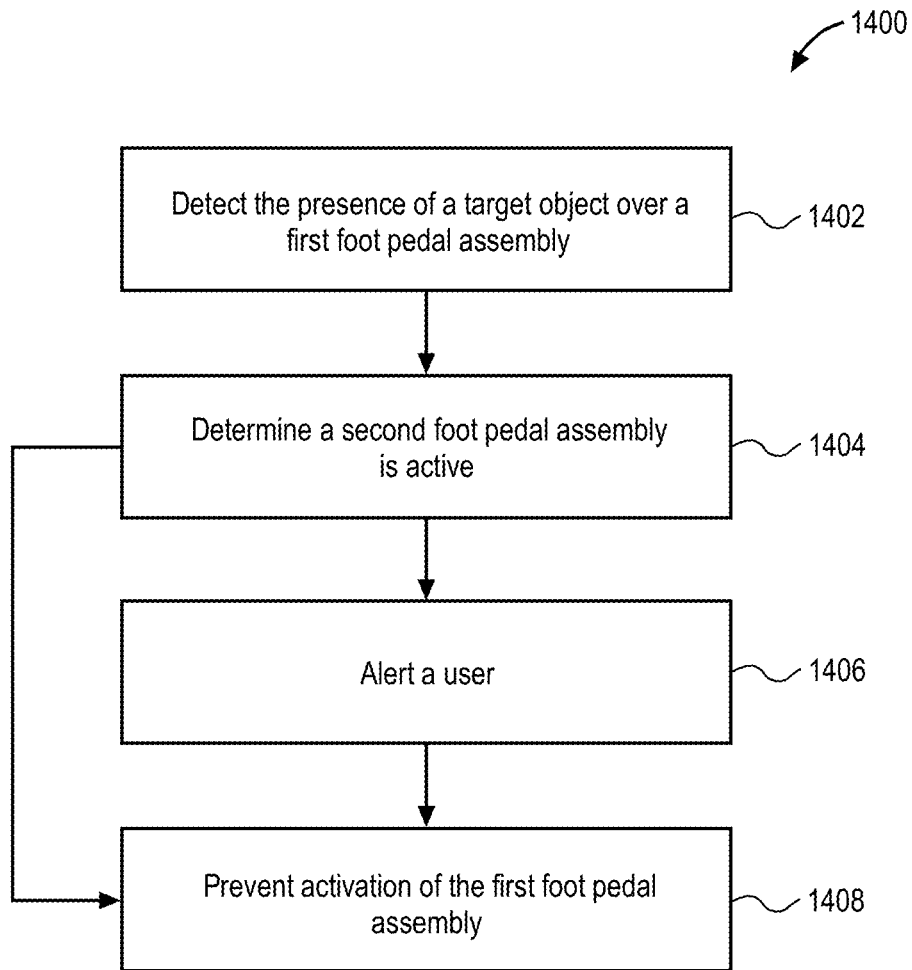 1400
Detect the presence of a target object over a
first foot pedal assembly
1402
Determine a second foot pedal assembly
is active
1404
Alert a user
1406
Prevent activation of the first foot pedal
assembly
1408